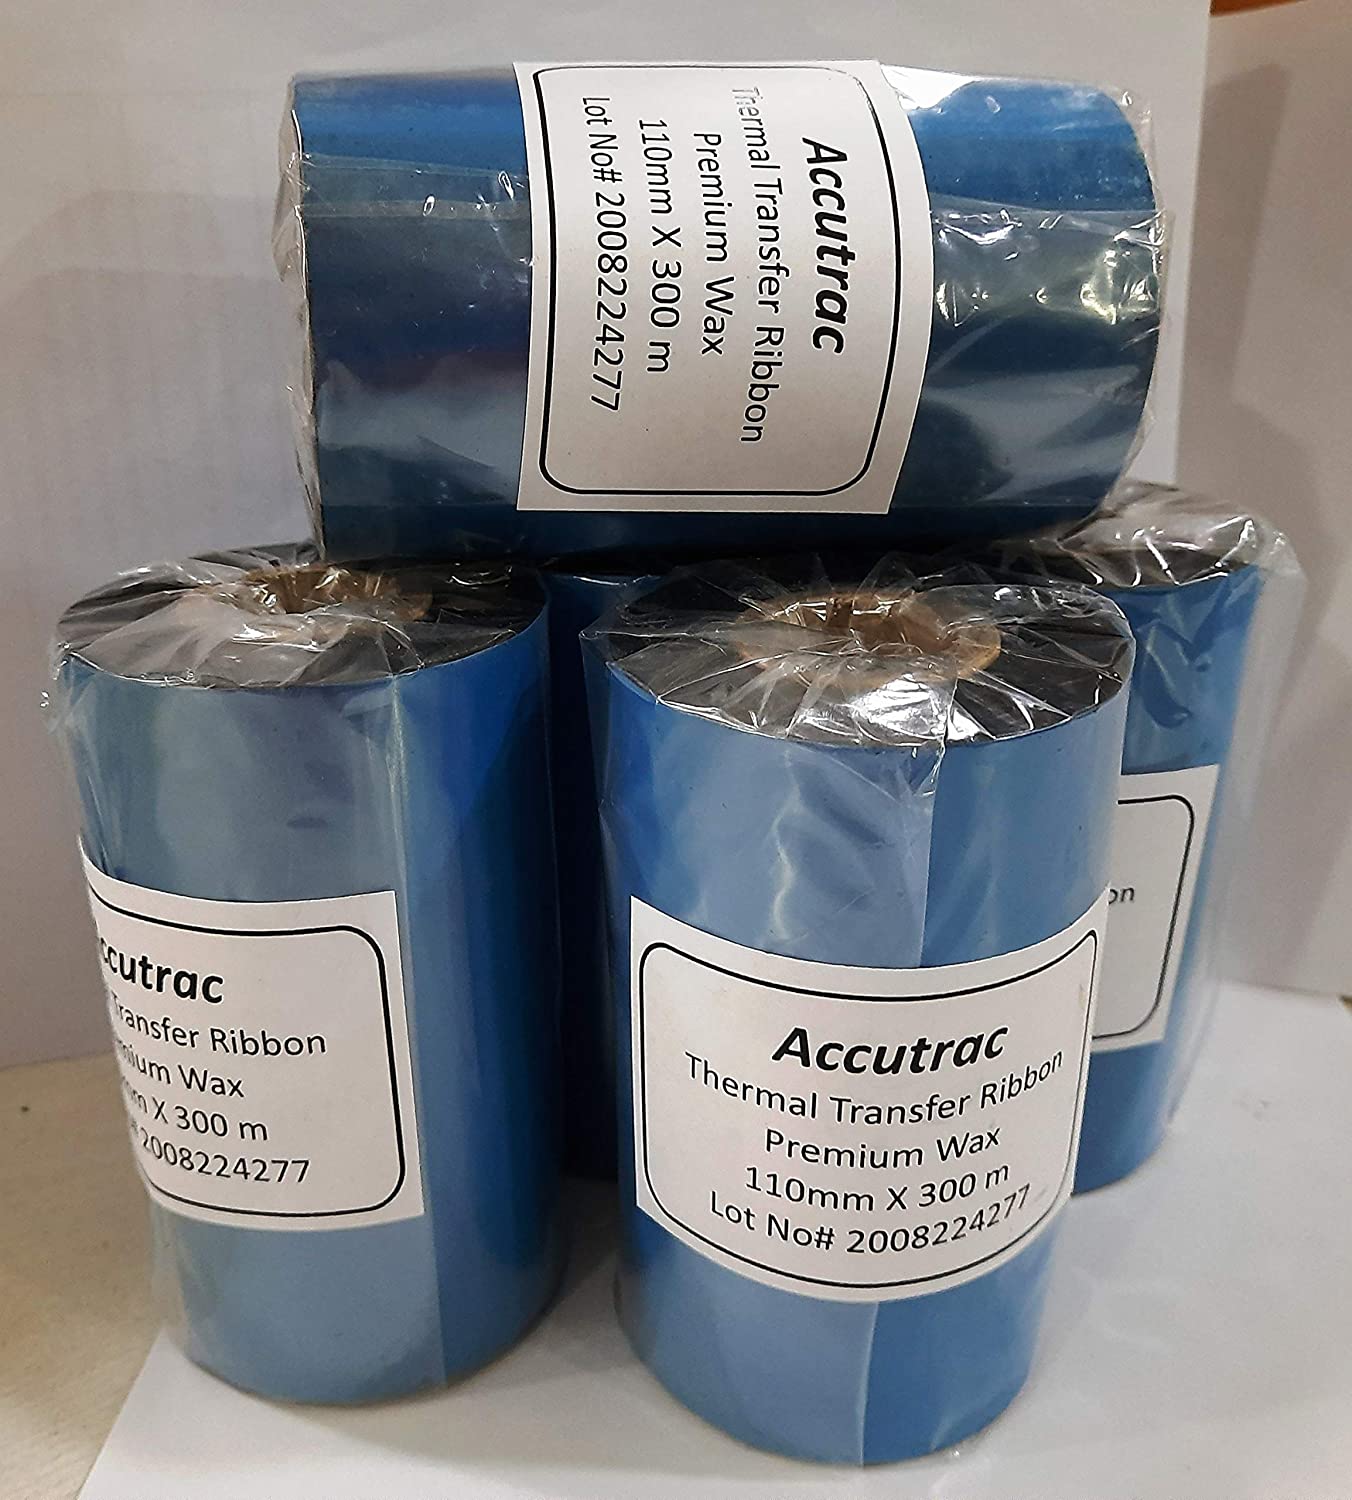 Accutrac
Thermal Transfer Ribbon
Premium Wax
110mm X 300 m
Lot No# 2008224277
ccutrac
Transfer Ribbon
mium Wax
mm X 300 m
# 2008224277
Accutrac
Thermal Transfer Ribbon
Premium Wax
110mm X 300 m
Lot No# 2008224277
on